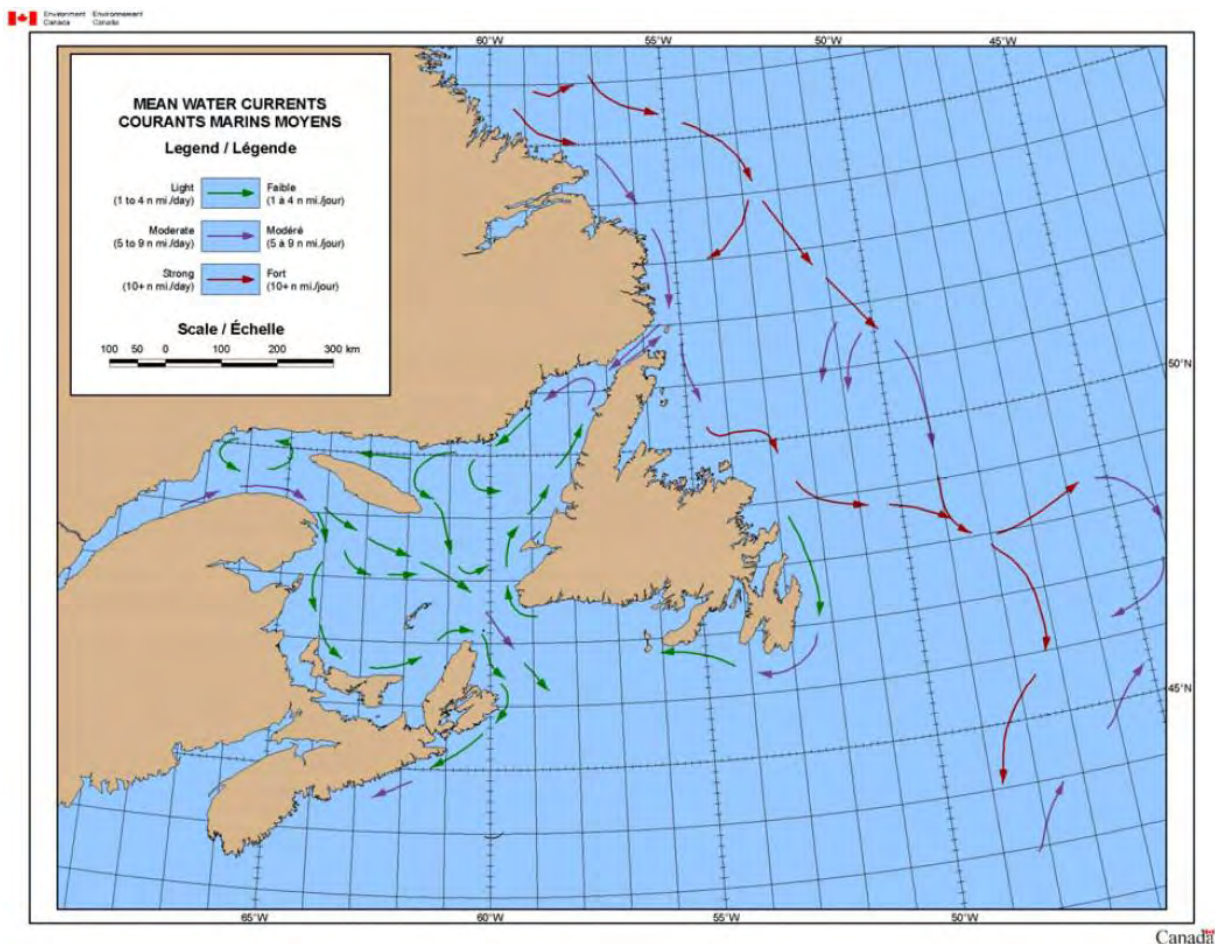 Environment Environnement
Canada Canada
60°W 55°W 50°W 45°W
MEAN WATER CURRENTS
COURANTS MARINS MOYENS
Legend / Légende
Light Faible
(1 to 4 n mi./day) (1 à 4 n mi./jour)
Moderate Modéré
(5 to 9 n mi./day) (5 à 9 n mi./jour)
Strong Fort
(10+ n mi./day) (10+ n mi./jour)
Scale / Échelle
100 50 0 100 200 300 km
50°N
45°N
65°W 60°W 55°W 50°W
Canada